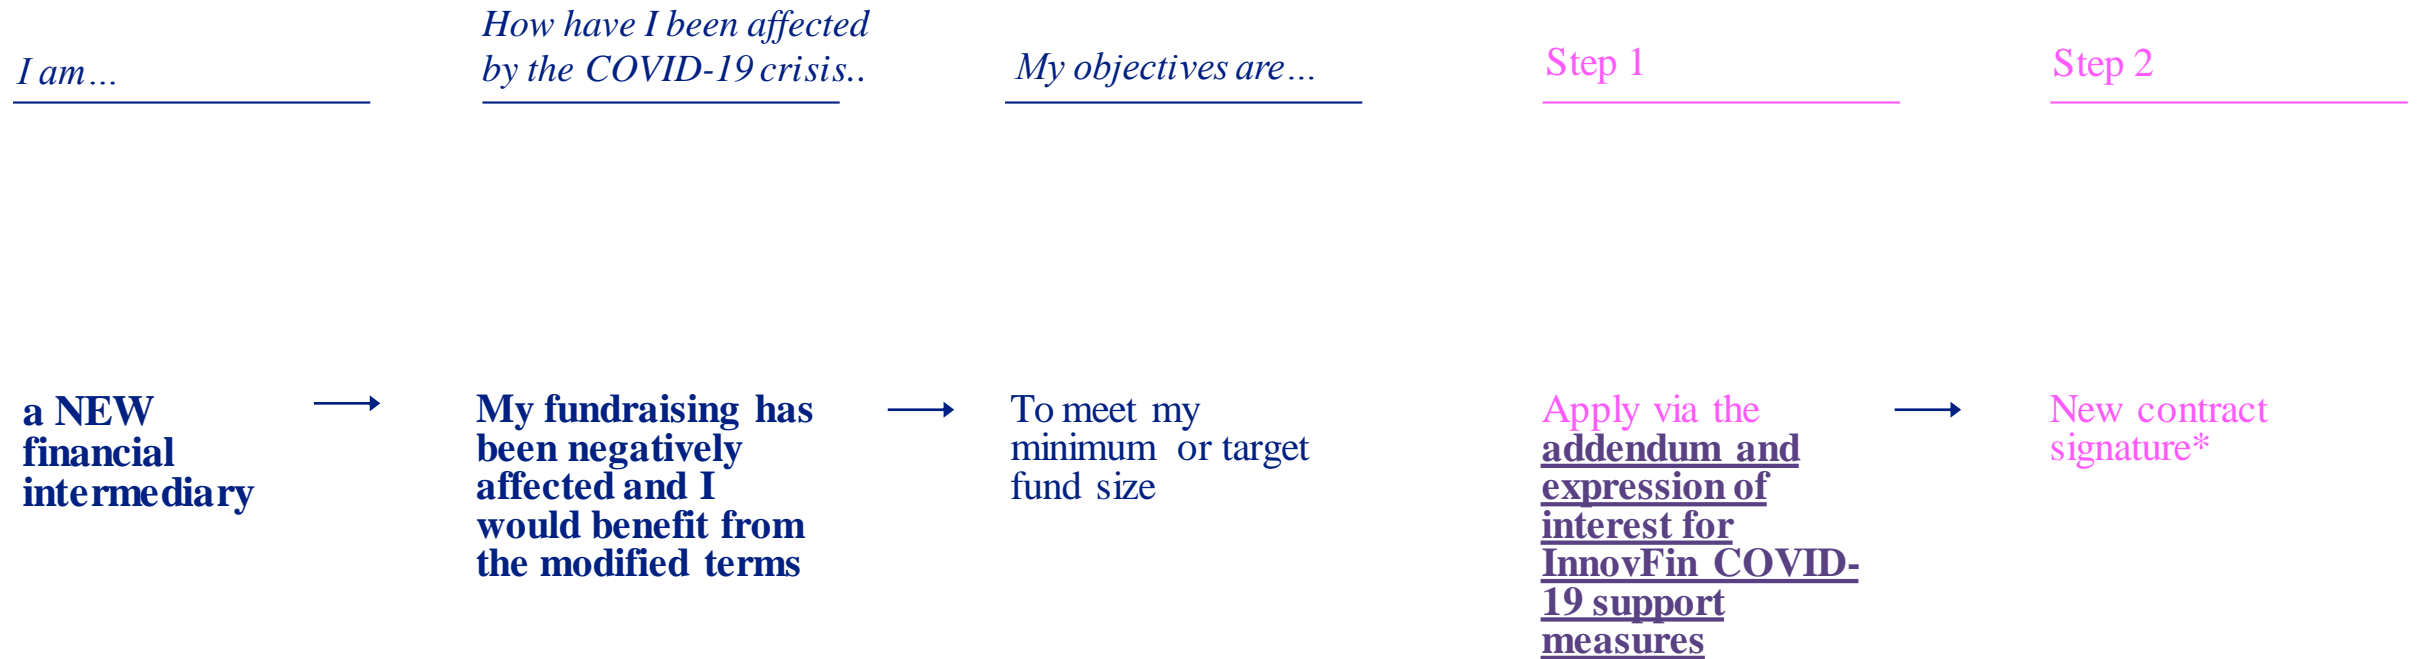 I am…
How have I been affected
by the COVID-19 crisis..
My objectives are…
Step 1
Step 2
a NEW
financial
intermediary
My fundraising has
been negatively
affected and I
would benefit from
the modified terms
To meet my
minimum or target
fund size
Apply via the
addendum and
expression of
interest for
InnovFin COVID-
19 support
measures
New contract
signature*